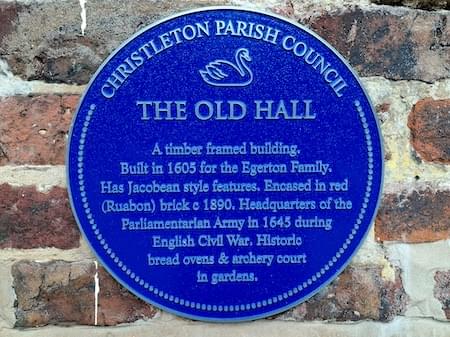 CHRISTLETON PARISH COUNCIL
THE OLD HALL
A timber framed building.
Built in 1605 for the Egerton Family.
Has Jacobean style features. Encased in red
(Ruabon) brick c 1890. Headquarters of the
Parliamentarian Army in 1645 during
English Civil War. Historic
bread ovens & archery court
in gardens.